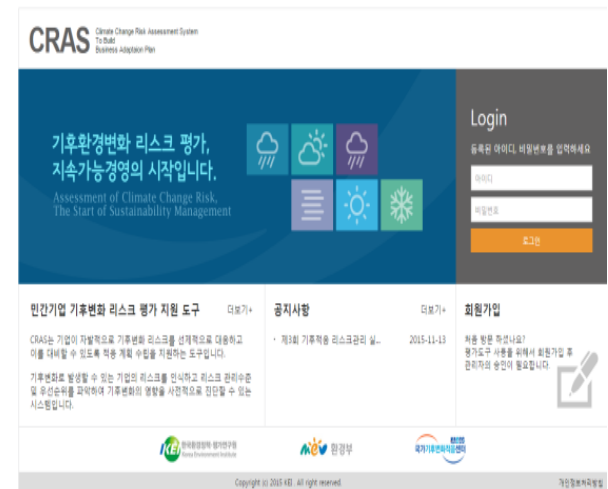 CRAS
Climate Change Risk Assessment System
To Build
Business Adaptaion Plan
기후환경변화 리스크 평가,
지속가능경영의 시작입니다.
Assessment of Climate Change Risk,
The Start of Sustainability Management
Login
등록된 아이디, 비밀번호를 입력하세요
아이디
비밀번호
로그인
민간기업 기후변화 리스크 평가 지원 도구 더보기+
CRAS는 기업이 자발적으로 기후변화 리스크를 선제적으로 대응하고
이를 대비할 수 있도록 적응 계획 수립을 지원하는 도구입니다.
기후변화로 발생할 수 있는 기업의 리스크를 인식하고 리스크 관리수준
및 우선순위를 파악하여 기후변화의 영향을 사전적으로 진단할 수 있는
시스템입니다.
공지사항 더보기+
· 제3회 기후적응 리스크관리 실... 2015-11-13
회원가입
처음 방문 하셨나요?
평가도구 사용을 위해서 회원가입 후
관리자의 승인이 필요합니다.
KEI 한국환경정책·평가연구원
Korea Environment Institute
mev 환경부
국가기후변화적응센터
Copyright (c) 2015 KEI. All right reserved.
개인정보처리방침